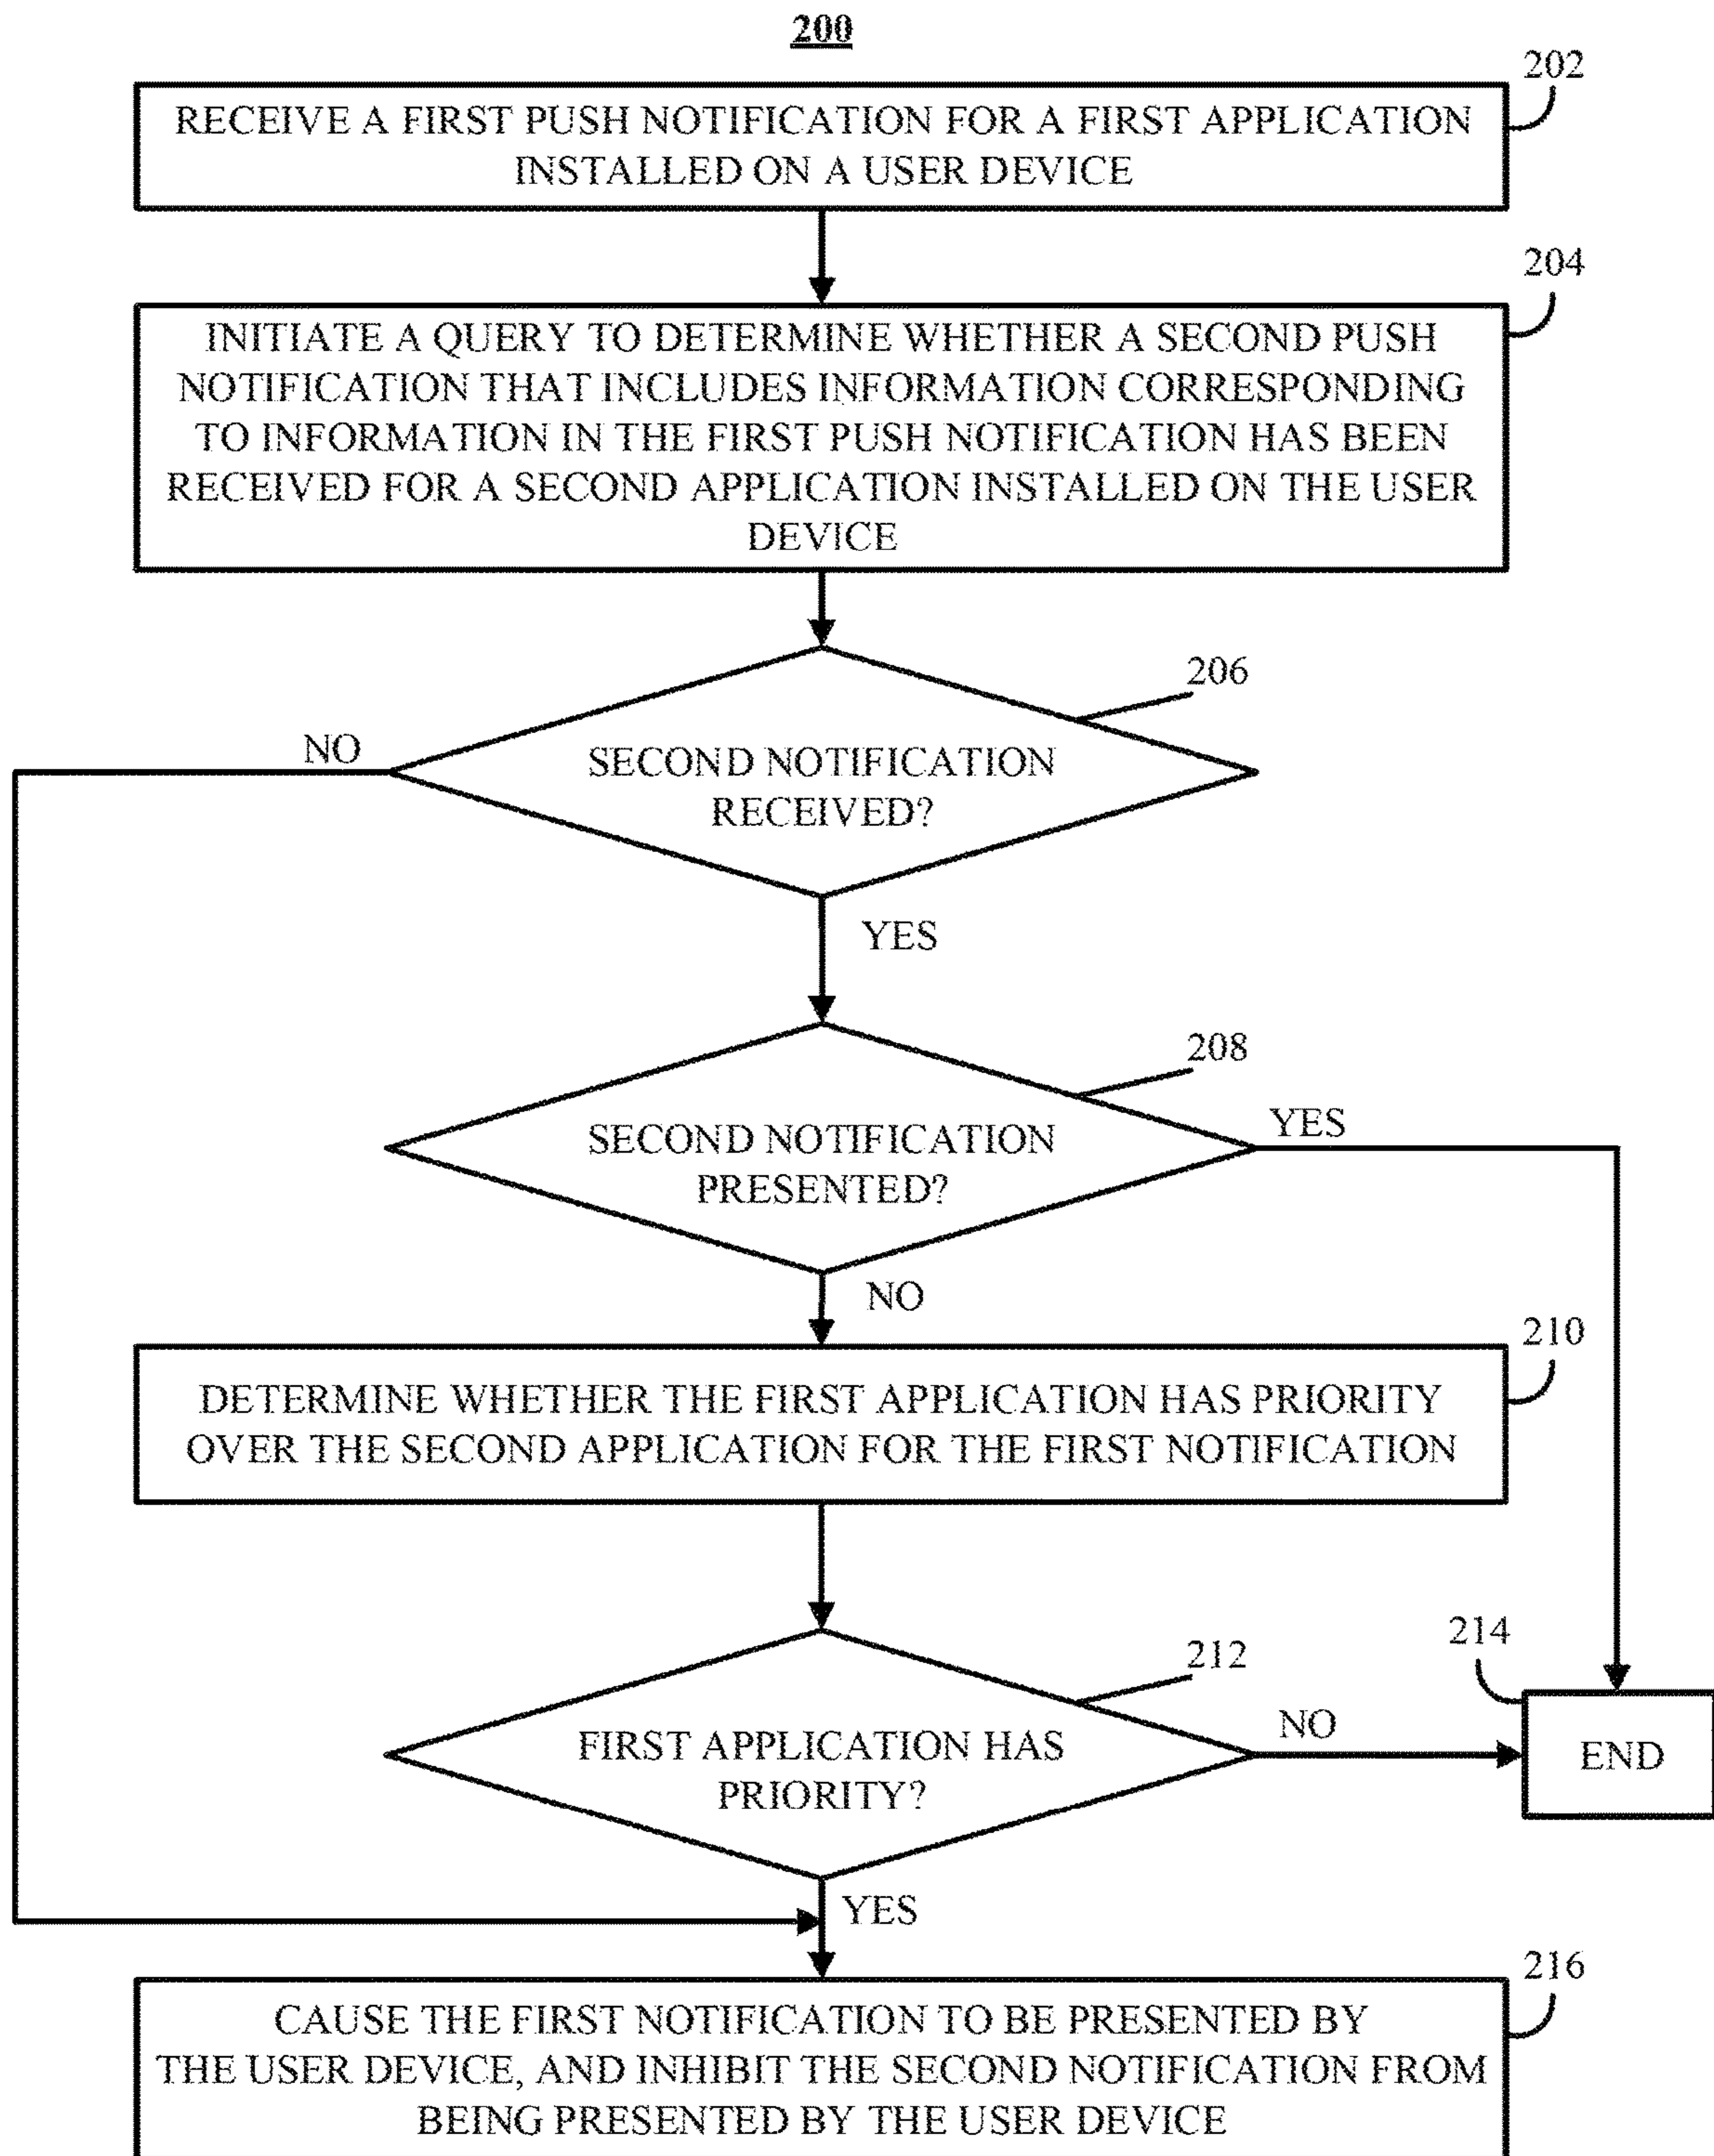 200
202
RECEIVE A FIRST PUSH NOTIFICATION FOR A FIRST APPLICATION
INSTALLED ON A USER DEVICE
204
INITIATE A QUERY TO DETERMINE WHETHER A SECOND PUSH
NOTIFICATION THAT INCLUDES INFORMATION CORRESPONDING
TO INFORMATION IN THE FIRST PUSH NOTIFICATION HAS BEEN
RECEIVED FOR A SECOND APPLICATION INSTALLED ON THE USER
DEVICE
206
NO
SECOND NOTIFICATION
RECEIVED?
YES
208
YES
SECOND NOTIFICATION
PRESENTED?
NO
210
DETERMINE WHETHER THE FIRST APPLICATION HAS PRIORITY
OVER THE SECOND APPLICATION FOR THE FIRST NOTIFICATION
212
214
NO
FIRST APPLICATION HAS
PRIORITY?
END
YES
216
CAUSE THE FIRST NOTIFICATION TO BE PRESENTED BY
THE USER DEVICE, AND INHIBIT THE SECOND NOTIFICATION FROM
BEING PRESENTED BY THE USER DEVICE